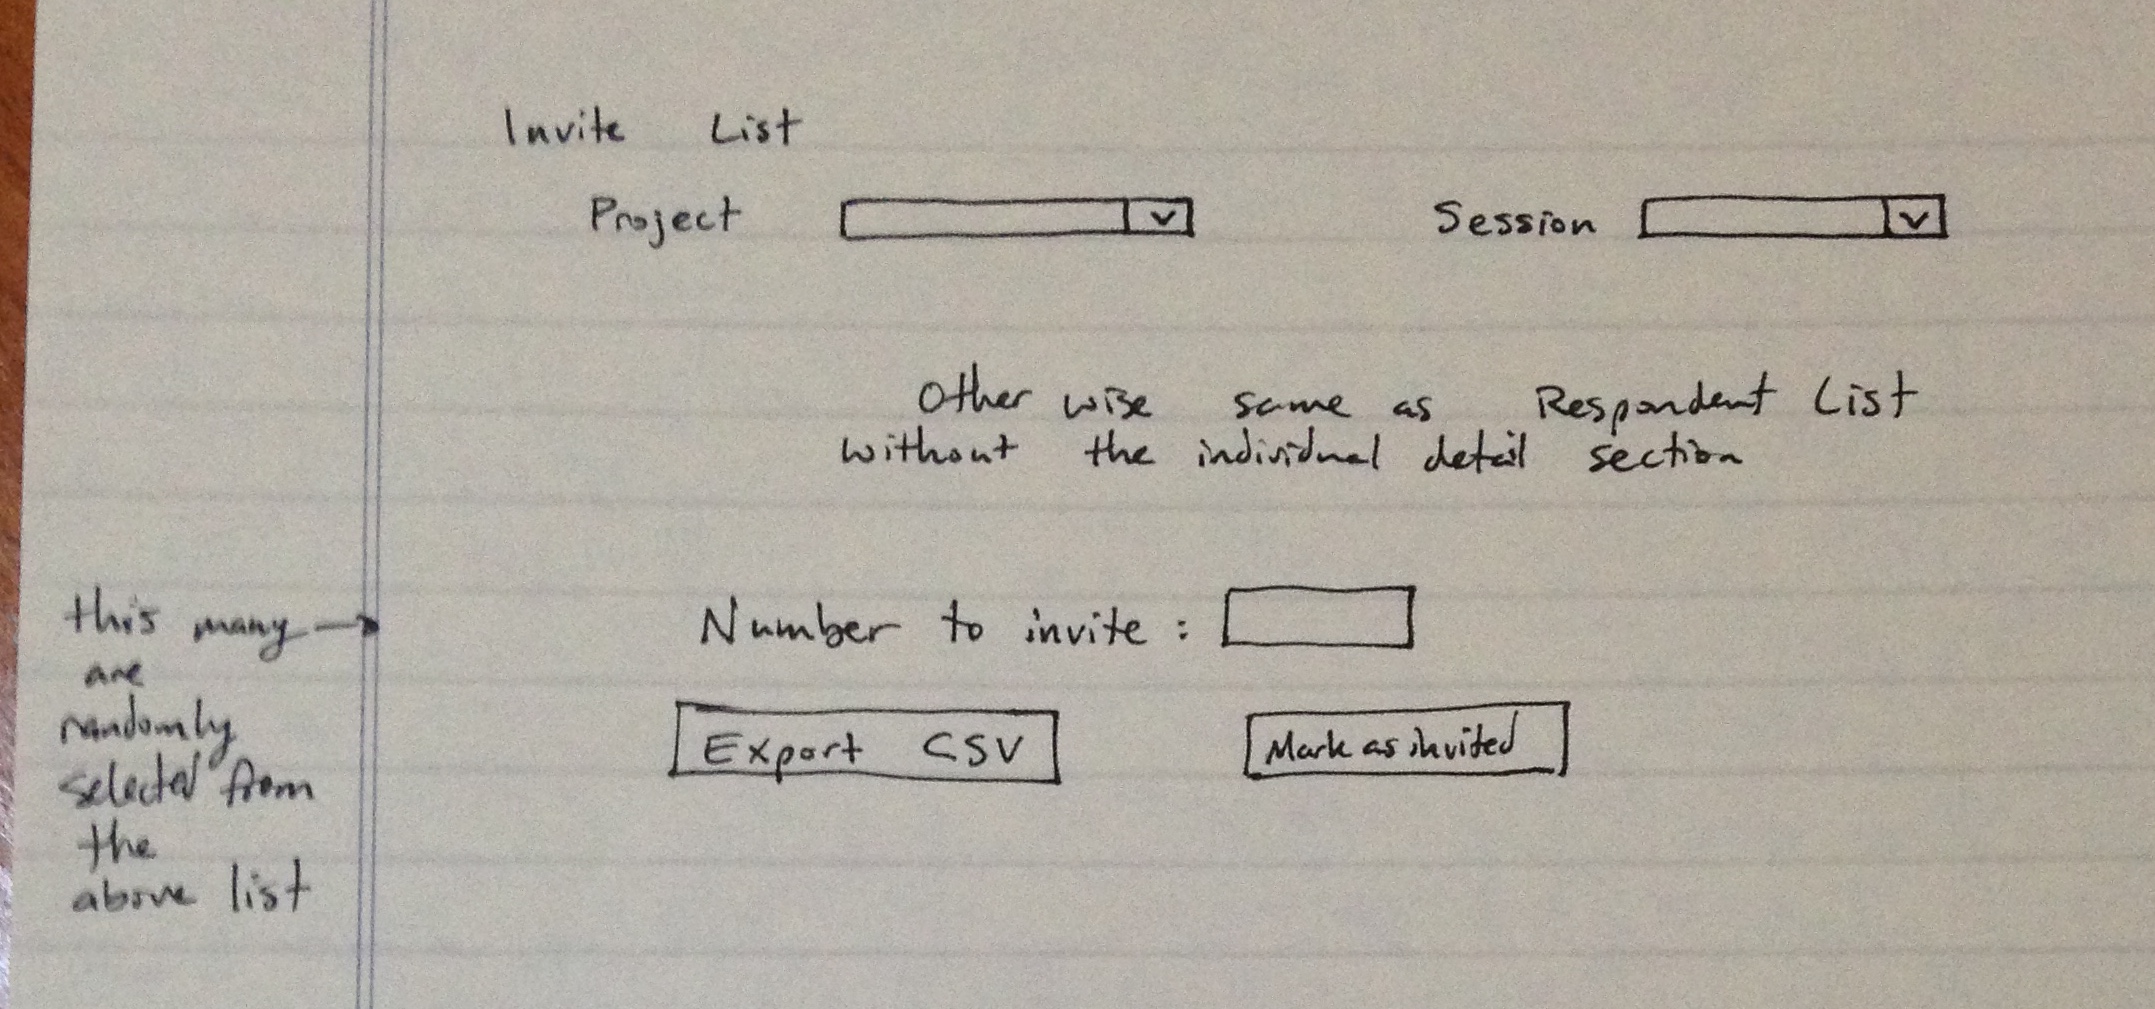 Invite List
Project
Session
Other wise same as Respondent List
without the individual detail section
this many
are
randomly
selected from
the
above list
Number to invite :
Export CSV
Mark as invited